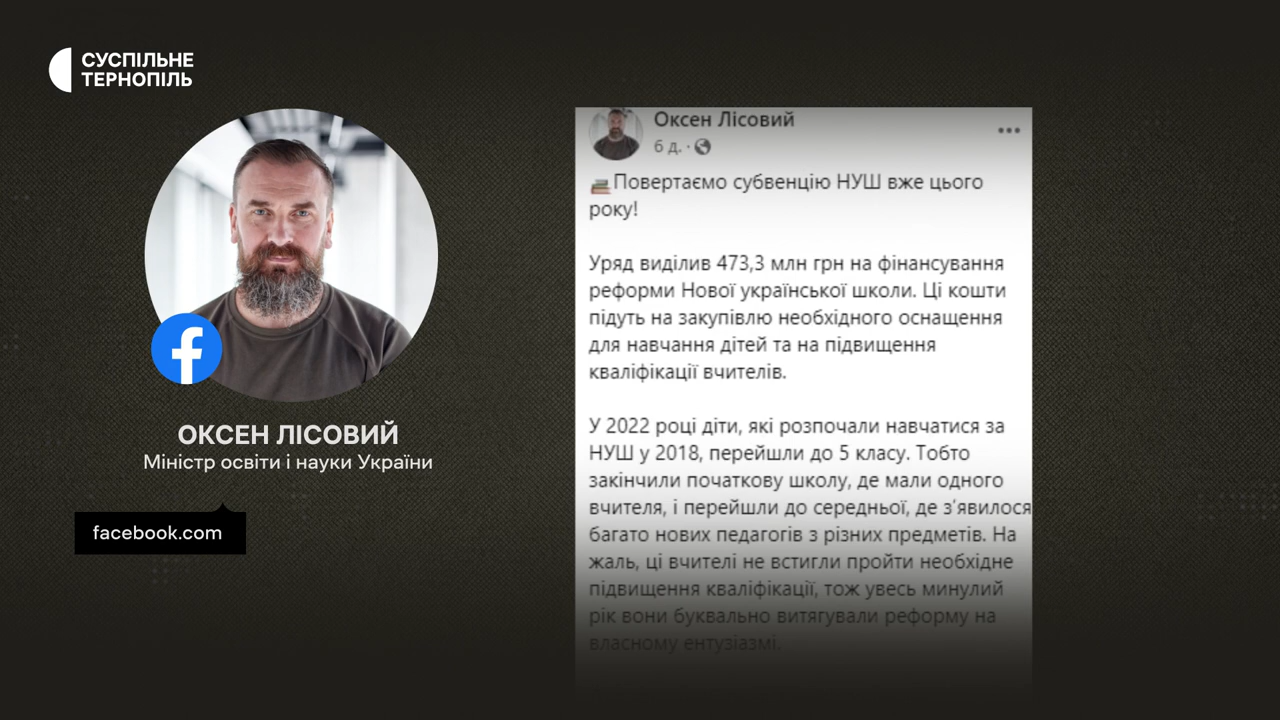 СУСПІЛЬНЕ
ТЕРНОПІЛЬ
ОКСЕН ЛІСОВИЙ
Міністр освіти і науки України
facebook.com
Оксен Лісовий
6 д. ·
Повертаємо субвенцію НУШ вже цього
року!
Уряд виділив 473,3 млн грн на фінансування
реформи Нової української школи. Ці кошти
підуть на закупівлю необхідного оснащення
для навчання дітей та на підвищення
кваліфікації вчителів.
У 2022 році діти, які розпочали навчатися за
НУШ у 2018, перейшли до 5 класу. Тобто
закінчили початкову школу, де мали одного
вчителя, і перейшли до середньої, де з’явилося
багато нових педагогів з різних предметів. На
жаль, ці вчителі не встигли пройти необхідне
підвищення кваліфікації, тож увесь минулий
рік вони буквально витягували реформу на
власному ентузіазмі.